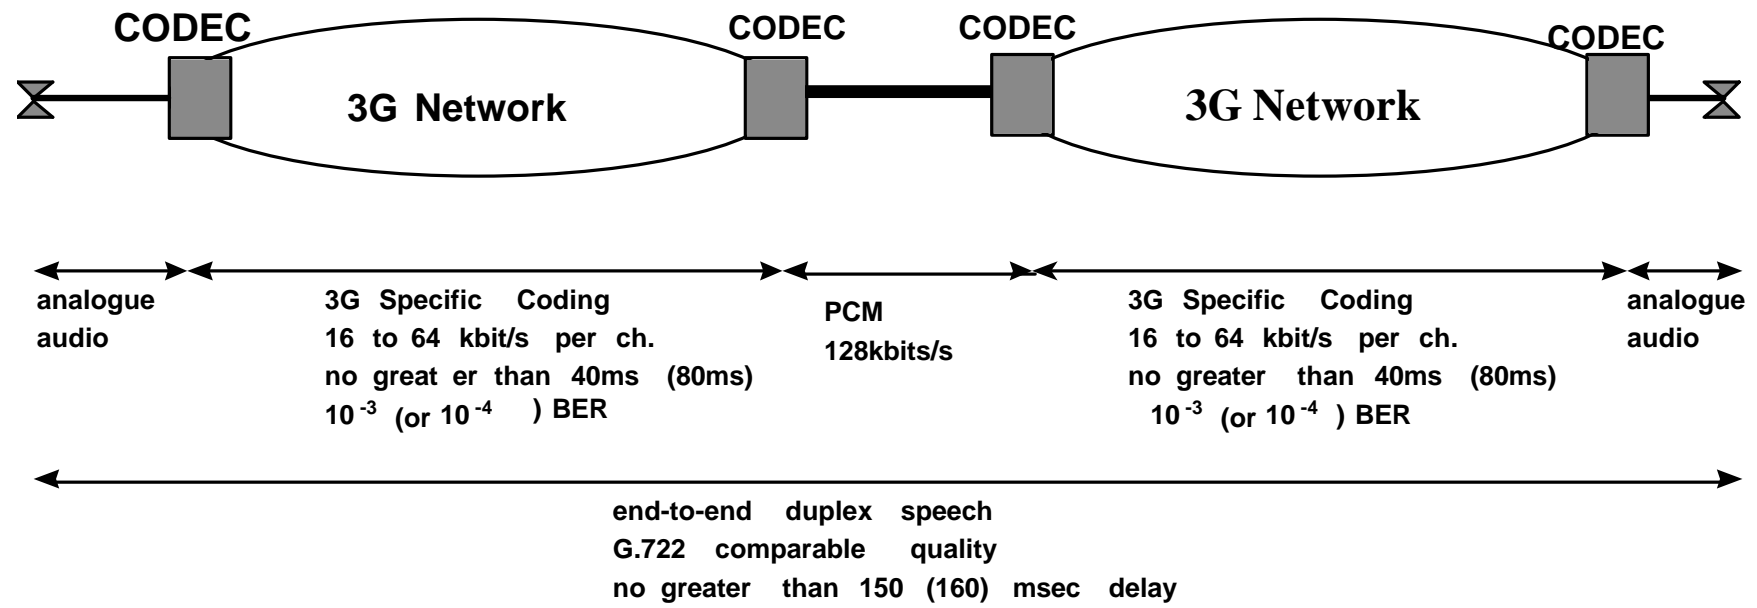 CODEC
CODEC
CODEC
CODEC
3G Network
3G Network
analogue
audio
3G Specific Coding
16 to 64 kbit/s per ch.
no great er than 40ms (80ms)
10 -3 (or 10 -4 ) BER
PCM
128kbits/s
3G Specific Coding
16 to 64 kbit/s per ch.
no greater than 40ms (80ms)
10 -3 (or 10 -4 ) BER
analogue
audio
end-to-end duplex speech
G.722 comparable quality
no greater than 150 (160) msec delay